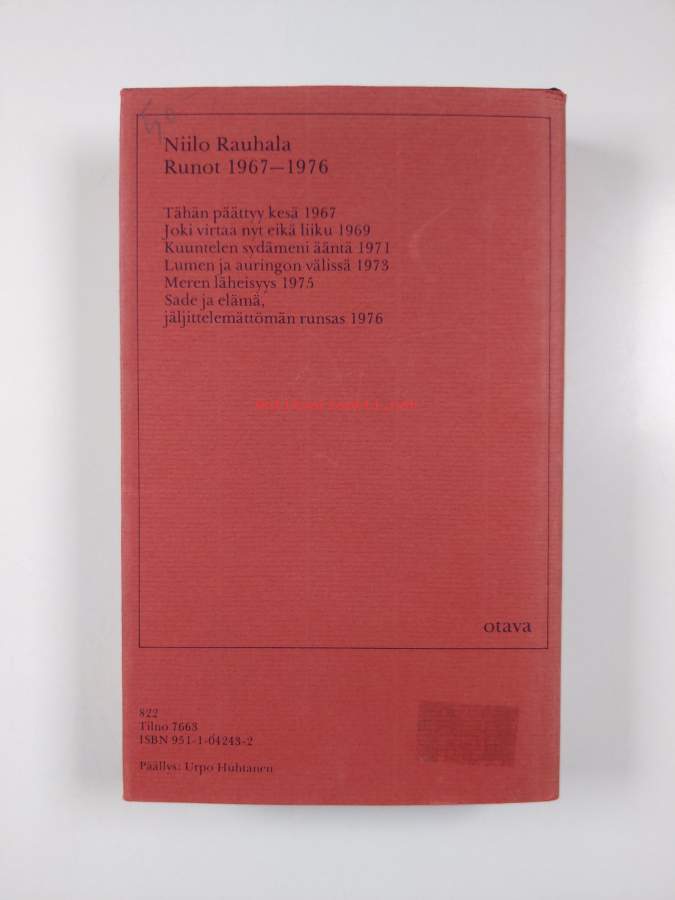 Niilo Rauhala
Runot 1967—1976
Tähän päättyy kesä 1967
Joki virtaa nyt eikä liiku 1969
Kuuntelen sydämeni ääntä 1971
Lumen ja auringon välissä 1973
Meren läheisyys 1975
Sade ja elämä,
jäljittelemättömän runsas 1976
otava
822
Tilno 7663
ISBN 951-1-04243-2
Päällys: Urpo Huhtanen